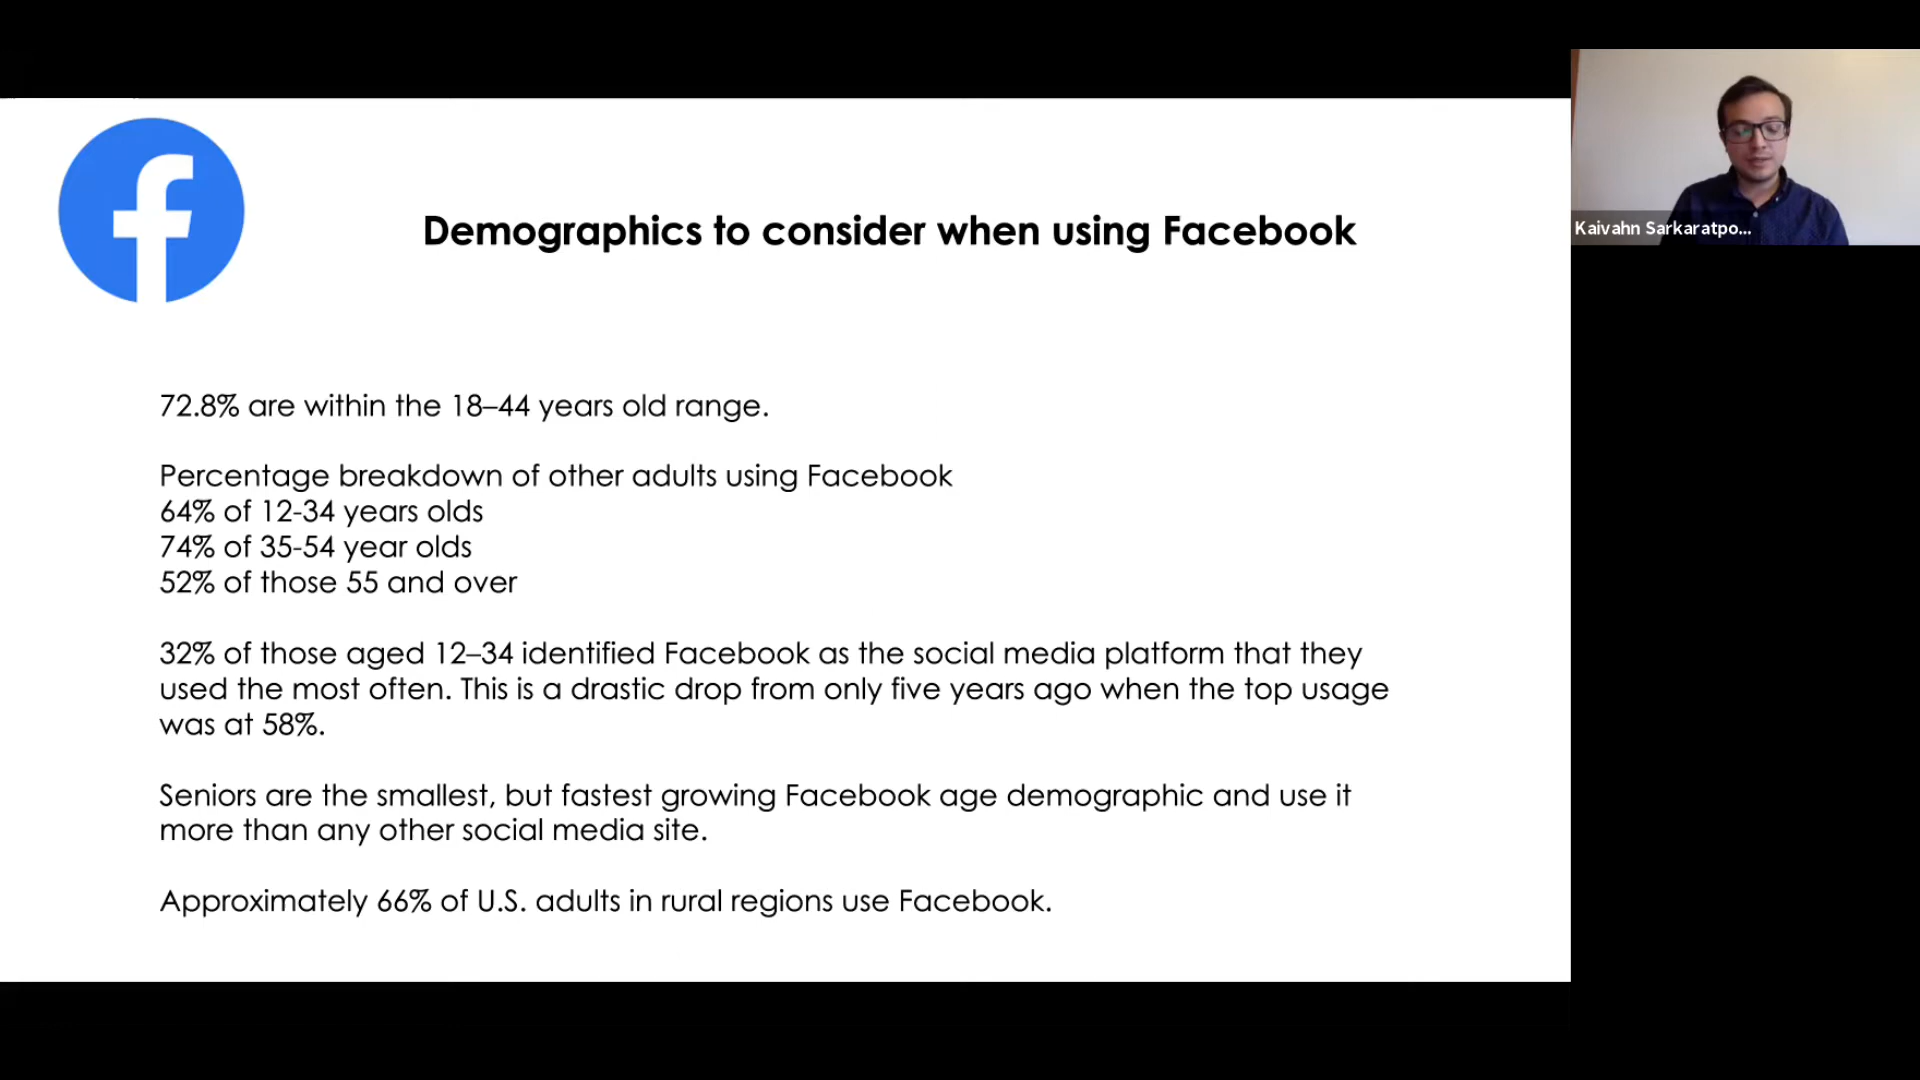 Demographics to consider when using Facebook
Kaivahn Sarkaratpo...
72.8% are within the 18–44 years old range.
Percentage breakdown of other adults using Facebook
64% of 12-34 years olds
74% of 35-54 year olds
52% of those 55 and over
32% of those aged 12–34 identified Facebook as the social media platform that they
used the most often. This is a drastic drop from only five years ago when the top usage
was at 58%.
Seniors are the smallest, but fastest growing Facebook age demographic and use it
more than any other social media site.
Approximately 66% of U.S. adults in rural regions use Facebook.